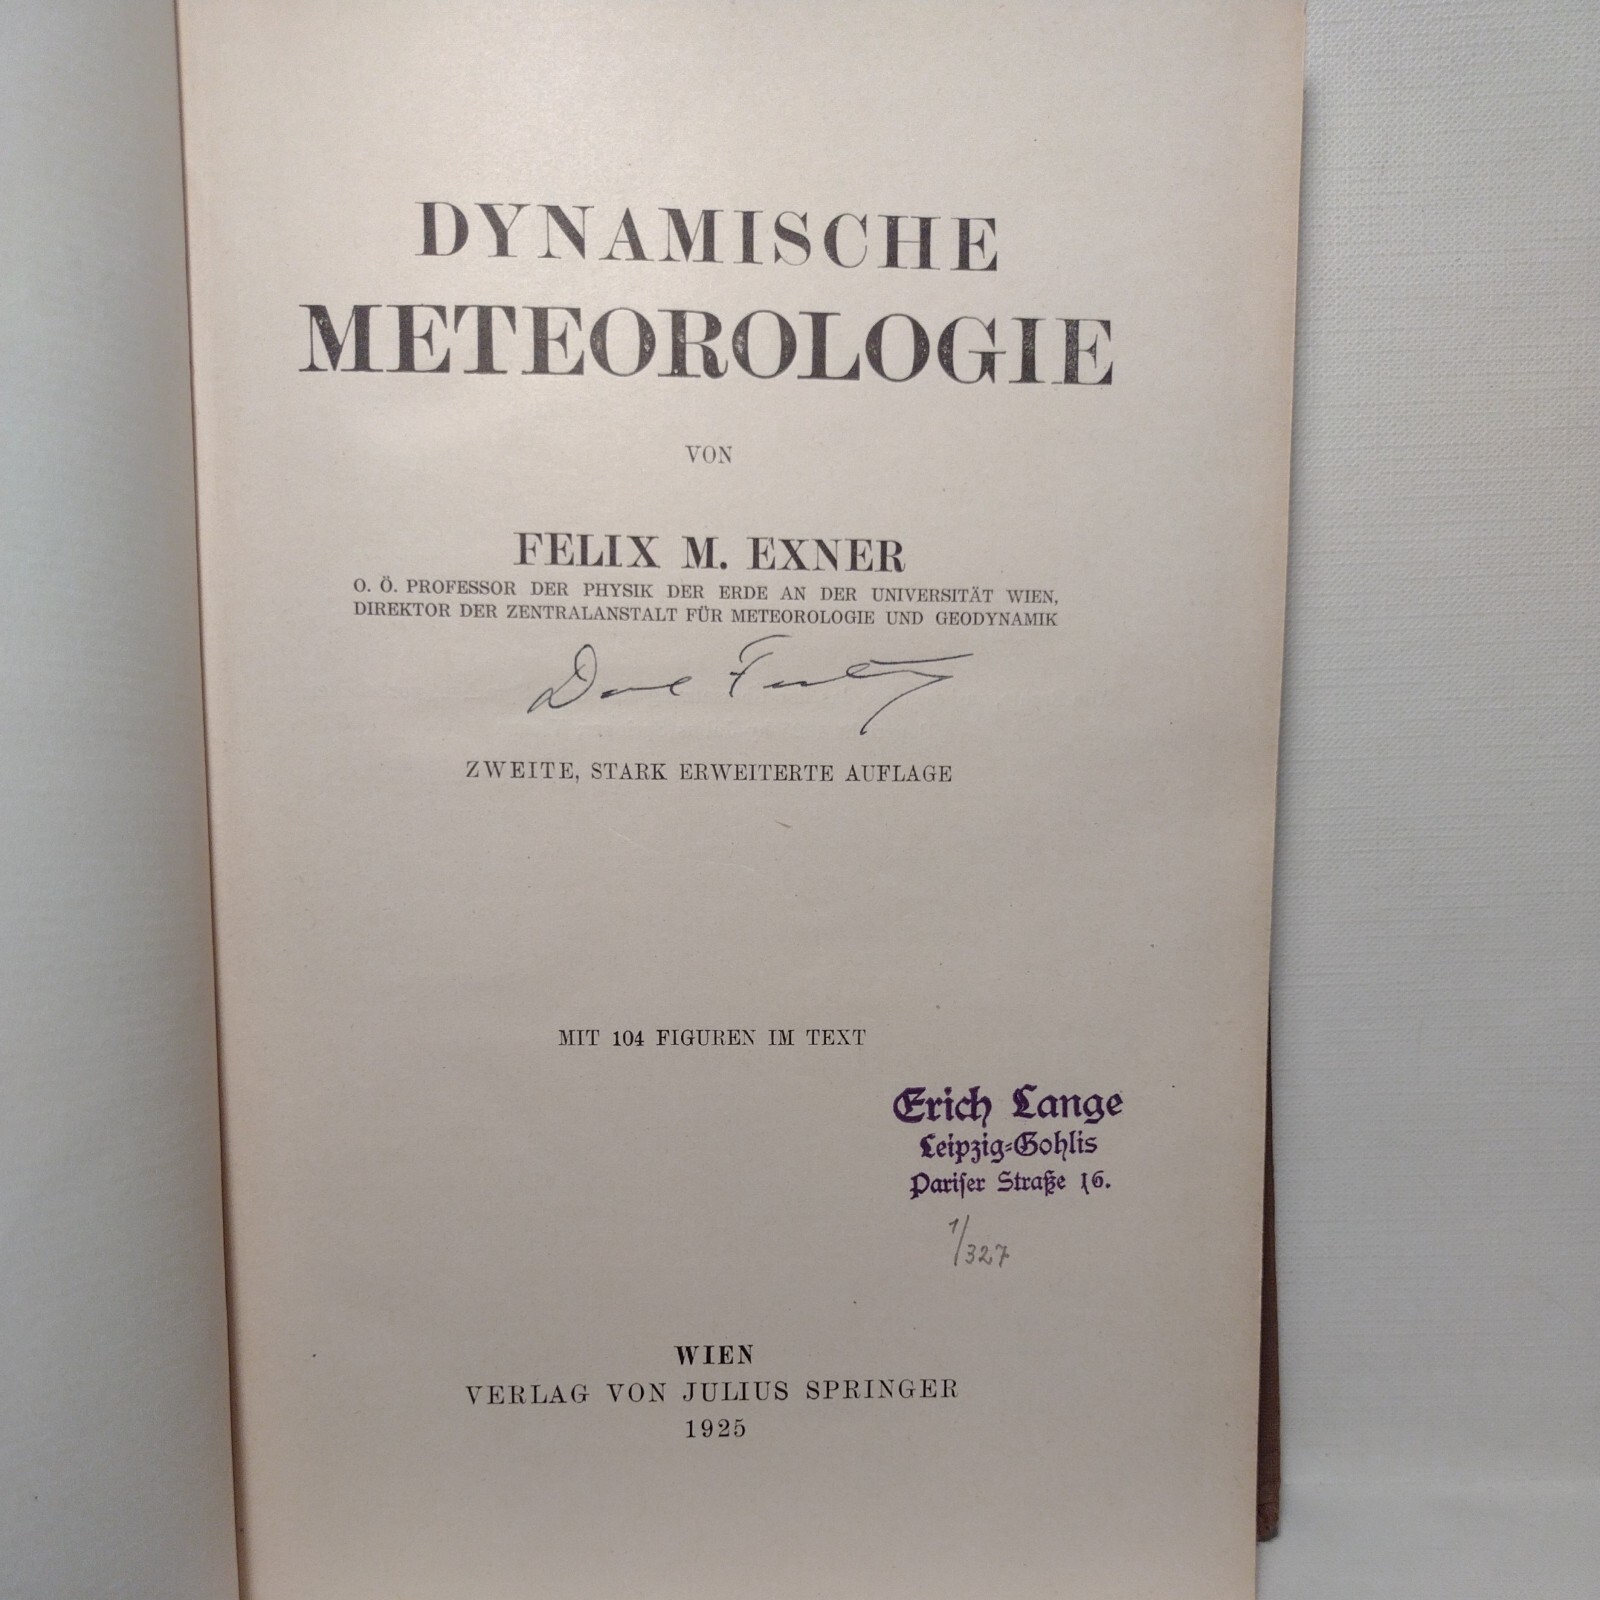 DYNAMISCHE
METEOROLOGIE
VON
FELIX M. EXNER
O. Ö. PROFESSOR DER PHYSIK DER ERDE AN DER UNIVERSITÄT WIEN,
DIREKTOR DER ZENTRALANSTALT FÜR METEOROLOGIE UND GEODYNAMIK
ZWEITE, STARK ERWEITERTE AUFLAGE
MIT 104 FIGUREN IM TEXT
Erich Lange
Leipzig-Gohlis
Pariser Straße 16.
1/327
WIEN
VERLAG VON JULIUS SPRINGER
1925